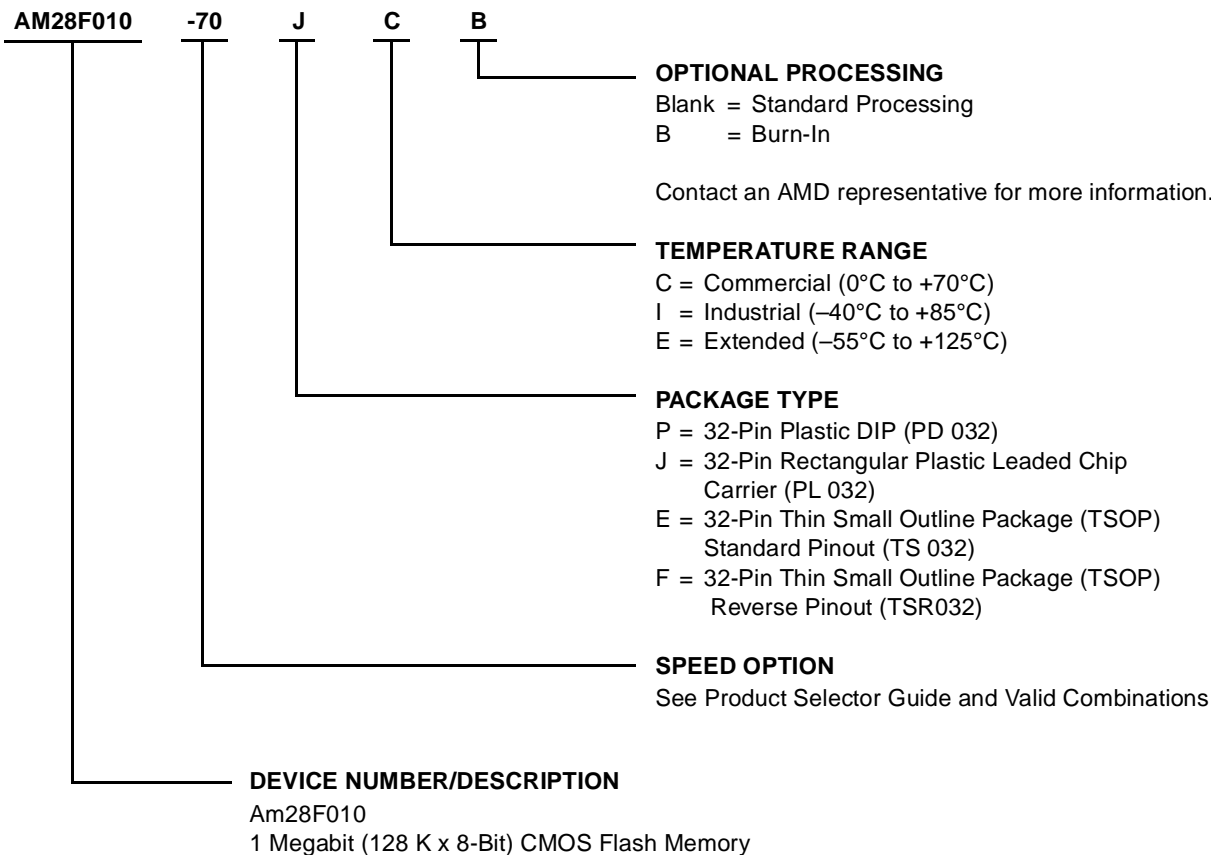 AM28F010 -70 J C B
OPTIONAL PROCESSING
Blank = Standard Processing
B = Burn-In
Contact an AMD representative for more information.
TEMPERATURE RANGE
C = Commercial (0°C to +70°C)
I = Industrial (–40°C to +85°C)
E = Extended (–55°C to +125°C)
PACKAGE TYPE
P = 32-Pin Plastic DIP (PD 032)
J = 32-Pin Rectangular Plastic Leaded Chip
Carrier (PL 032)
E = 32-Pin Thin Small Outline Package (TSOP)
Standard Pinout (TS 032)
F = 32-Pin Thin Small Outline Package (TSOP)
Reverse Pinout (TSR032)
SPEED OPTION
See Product Selector Guide and Valid Combinations
DEVICE NUMBER/DESCRIPTION
Am28F010
1 Megabit (128 K x 8-Bit) CMOS Flash Memory